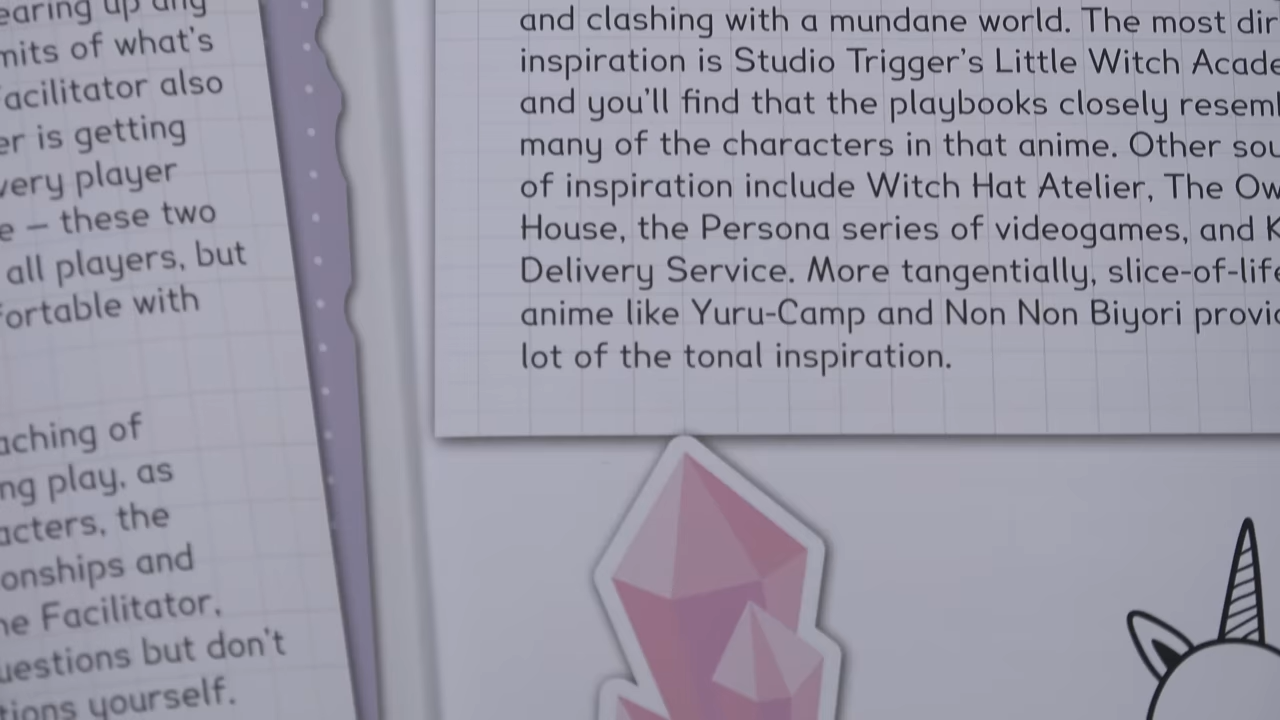 earing up any
mits of what's
acilitator also
er is getting
very player
e – these two
all players, but
ortable with
aching of
ng play, as
acters, the
onships and
he Facilitator,
uestions but don't
tions yourself.
and clashing with a mundane world. The most dir
inspiration is Studio Trigger's Little Witch Acade
and you'll find that the playbooks closely resemb
many of the characters in that anime. Other sou
of inspiration include Witch Hat Atelier, The Ow
House, the Persona series of videogames, and K
Delivery Service. More tangentially, slice-of-life
anime like Yuru-Camp and Non Non Biyori provid
lot of the tonal inspiration.